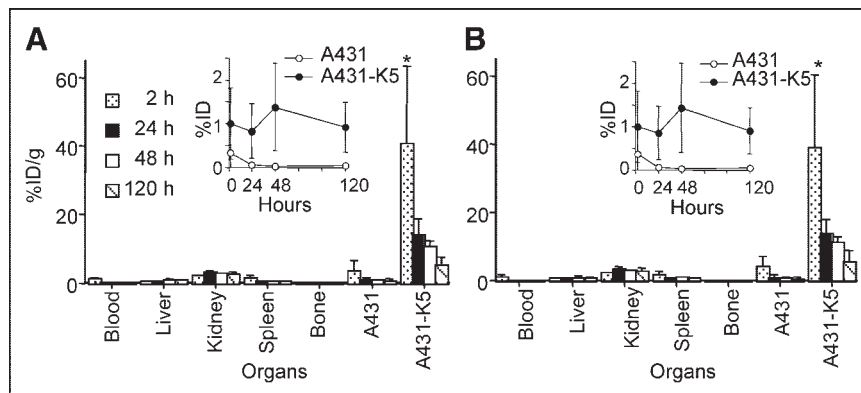 A
%ID/g
60
40
20
0
2 h
24 h
48 h
120 h
%ID
2
1
0
A431
A431-K5
*
0 24 48 120
Hours
Blood
Liver
Kidney
Spleen
Bone
A431
A431-K5
Organs
B
60
40
20
0
%ID
2
1
0
A431
A431-K5
*
0 24 48 120
Hours
Blood
Liver
Kidney
Spleen
Bone
A431
A431-K5
Organs